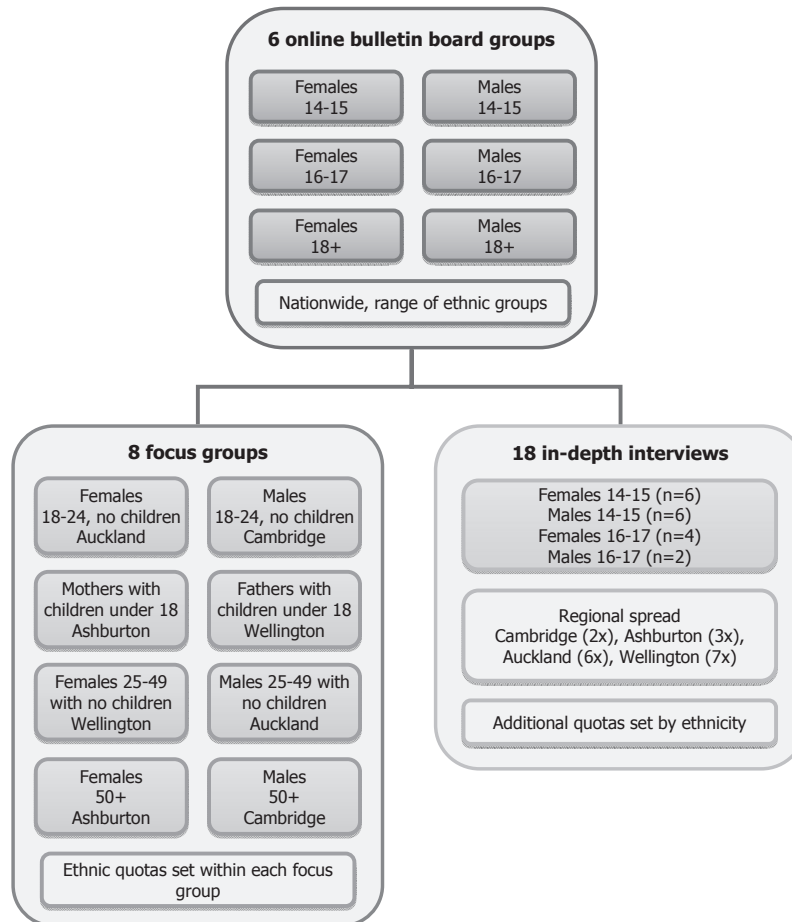 6 online bulletin board groups
Females
14-15
Males
14-15
Females
16-17
Males
16-17
Females
18+
Males
18+
Nationwide, range of ethnic groups
8 focus groups
Females
18-24, no children
Auckland
Males
18-24, no children
Cambridge
Mothers with
children under 18
Ashburton
Fathers with
children under 18
Wellington
Females 25-49
with no children
Wellington
Males 25-49 with
no children
Auckland
Females
50+
Ashburton
Males
50+
Cambridge
Ethnic quotas set within each focus
group
18 in-depth interviews
Females 14-15 (n=6)
Males 14-15 (n=6)
Females 16-17 (n=4)
Males 16-17 (n=2)
Regional spread
Cambridge (2x), Ashburton (3x),
Auckland (6x), Wellington (7x)
Additional quotas set by ethnicity